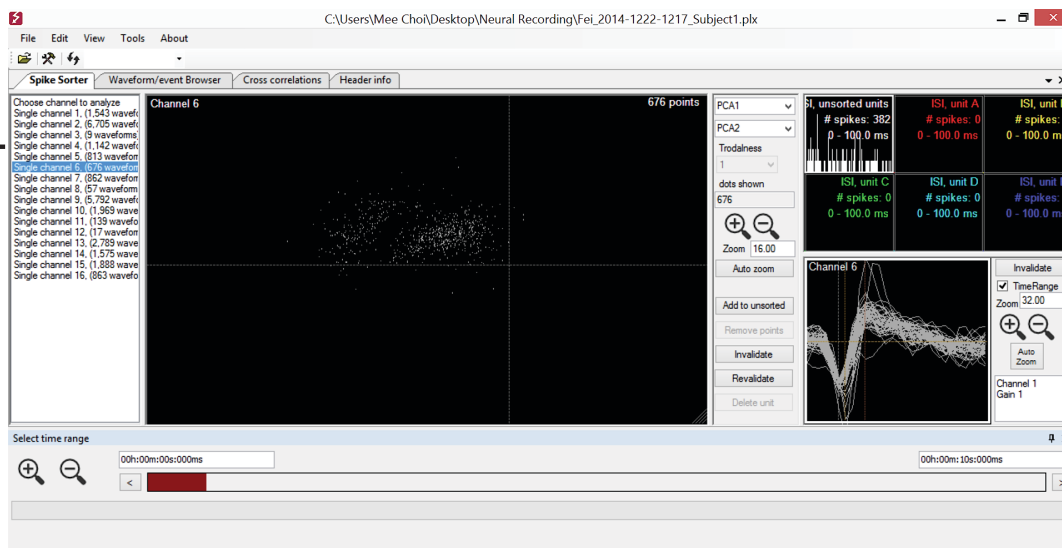 C:\Users\Mee Choi\Desktop\Neural Recording\Fei_2014-1222-1217_Subject1.plx
File Edit View Tools About
Spike Sorter Waveform/event Browser Cross correlations Header info
Choose channel to analyze
Single channel 1, (1,543 wavefo
Single channel 2, (6,705 wavefo
Single channel 3, (9 waveforms)
Single channel 4, (1,142 wavefo
Single channel 5, (813 waveform
Single channel 6, (676 waveform
Single channel 7, (862 waveform
Single channel 8, (57 waveform
Single channel 9, (5,792 wavefo
Single channel 10, (1,969 wave
Single channel 11, (139 wavefo
Single channel 12, (17 waveform
Single channel 13, (2,789 wave
Single channel 14, (1,575 wave
Single channel 15, (1,888 wave
Single channel 16, (863 wavefo
Channel 6
676 points
PCA1
PCA2
Trodalness
1
dots shown
676
Zoom 16.00
Auto zoom
Add to unsorted
Remove points
Invalidate
Revalidate
Delete unit
SI, unsorted units
# spikes: 382
0 - 100.0 ms
ISI, unit A
# spikes: 0
0 - 100.0 ms
ISI, unit
# spikes:
0 - 100.0 m
ISI, unit C
# spikes: 0
0 - 100.0 ms
ISI, unit D
# spikes: 0
0 - 100.0 ms
ISI, unit
# spikes:
0 - 100.0 m
Channel 6
Invalidate
TimeRange
Zoom 32.00
Auto
Zoom
Channel 1
Gain 1
Select time range
00h:00m:00s:000ms
00h:00m:10s:000ms
<
>